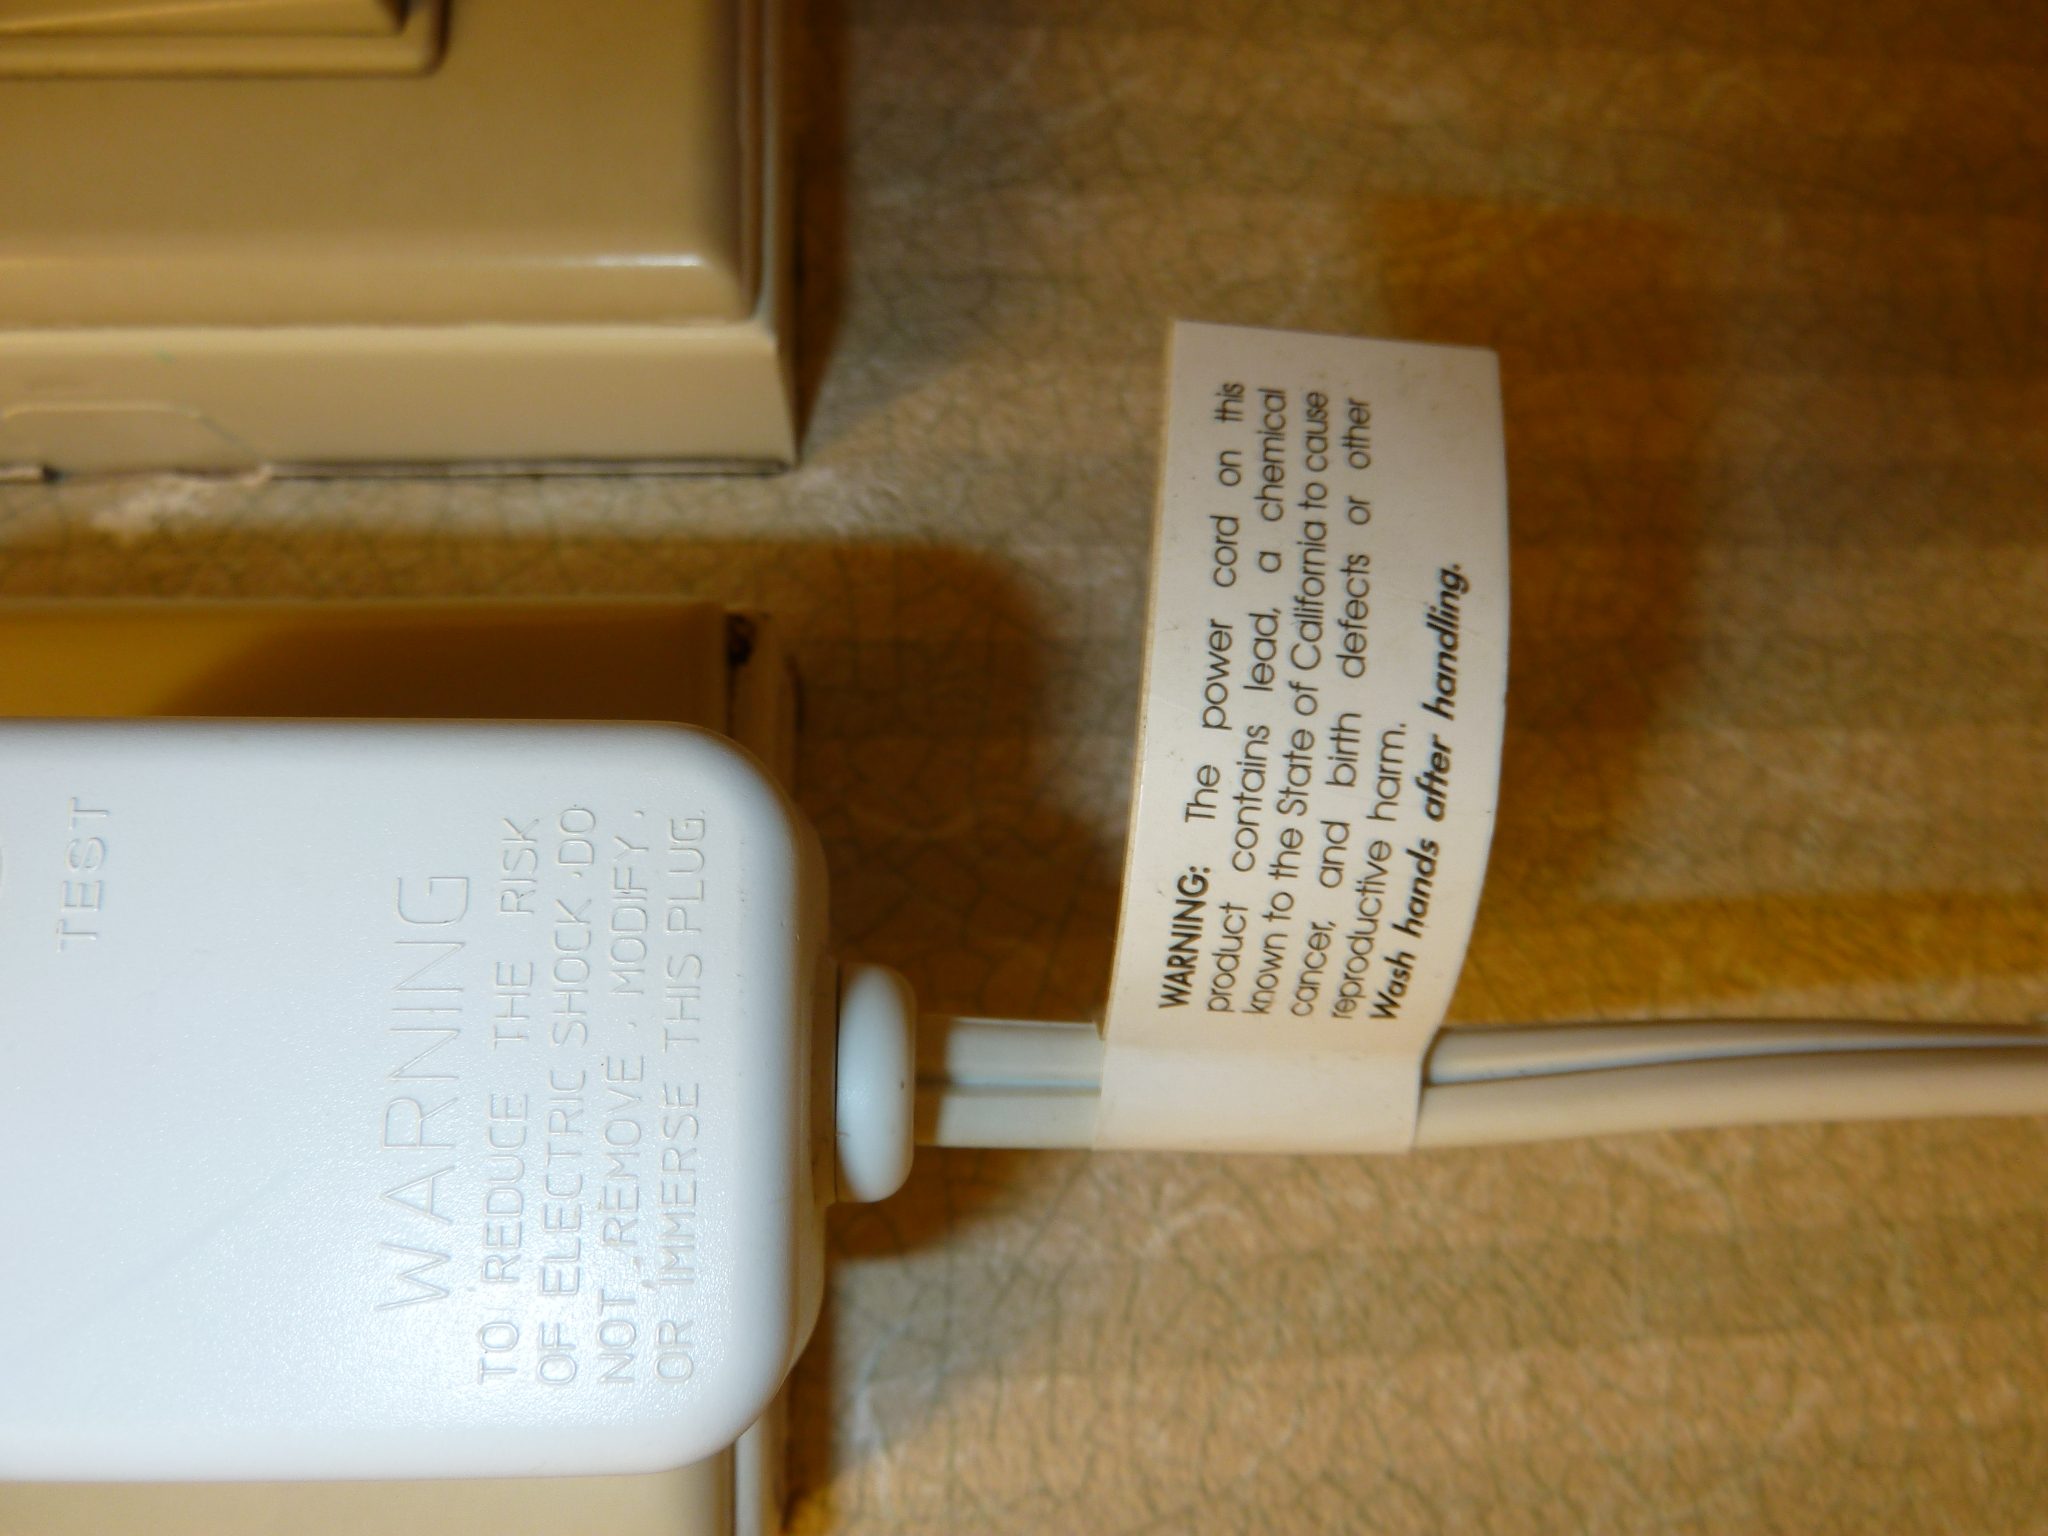 TEST
WARNING
TO REDUCE THE RISK
OF ELECTRIC SHOCK DO
NOT REMOVE, MODIFY,
OR IMMERSE THIS PLUG.
WARNING: The power cord on this
product contains lead, a chemical
known to the State of California to cause
cancer, and birth defects or other
reproductive harm.
Wash hands after handling.